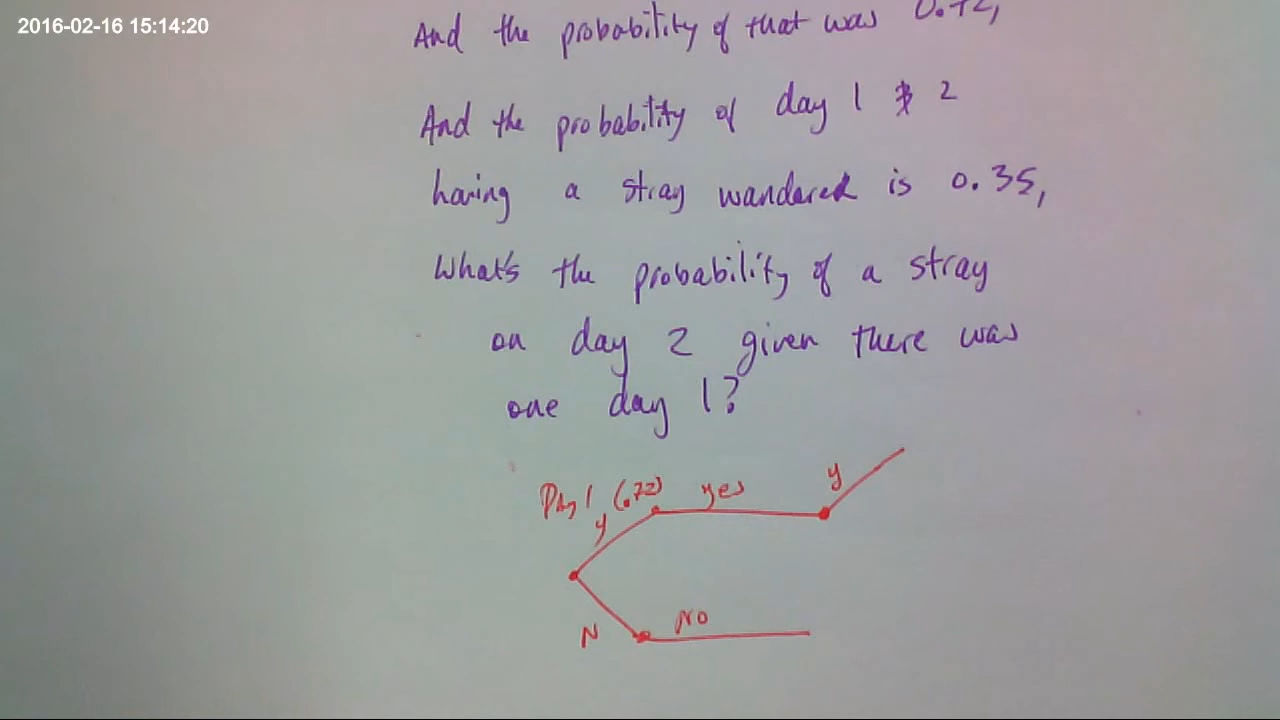 2016-02-16 15:14:20
And the probability of that was 0.72,
And the probability of day 1 & 2
having a stray wandered is 0.35,
What's the probability of a stray
on day 2 given there was
one day 1?
Day 1 (.72) yes y
y
N No